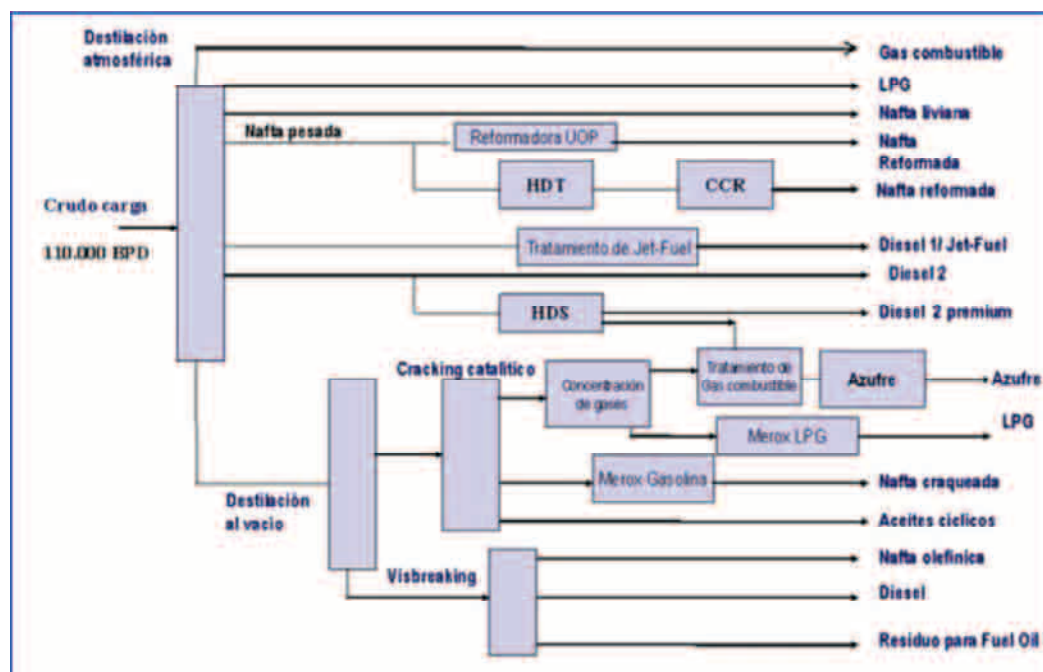 Destilación
atmosférica
Gas combustible
LPG
Nafta liviana
Nafta pesada
Reformadora UOP
Nafta
Reformada
HDT
CCR
Nafta reformada
Crudo carga
110.000 BPD
Tratamiento de Jet-Fuel
Diesel 1/ Jet-Fuel
Diesel 2
HDS
Diesel 2 premium
Cracking catalítico
Concentración
de gases
Tratamiento de
Gas combustible
Azufre
Azufre
LPG
Merox LPG
Merox Gasolina
Nafta craqueada
Destilación
al vacío
Aceites cíclicos
Nafta olefínica
Visbreaking
Diesel
Residuo para Fuel Oil